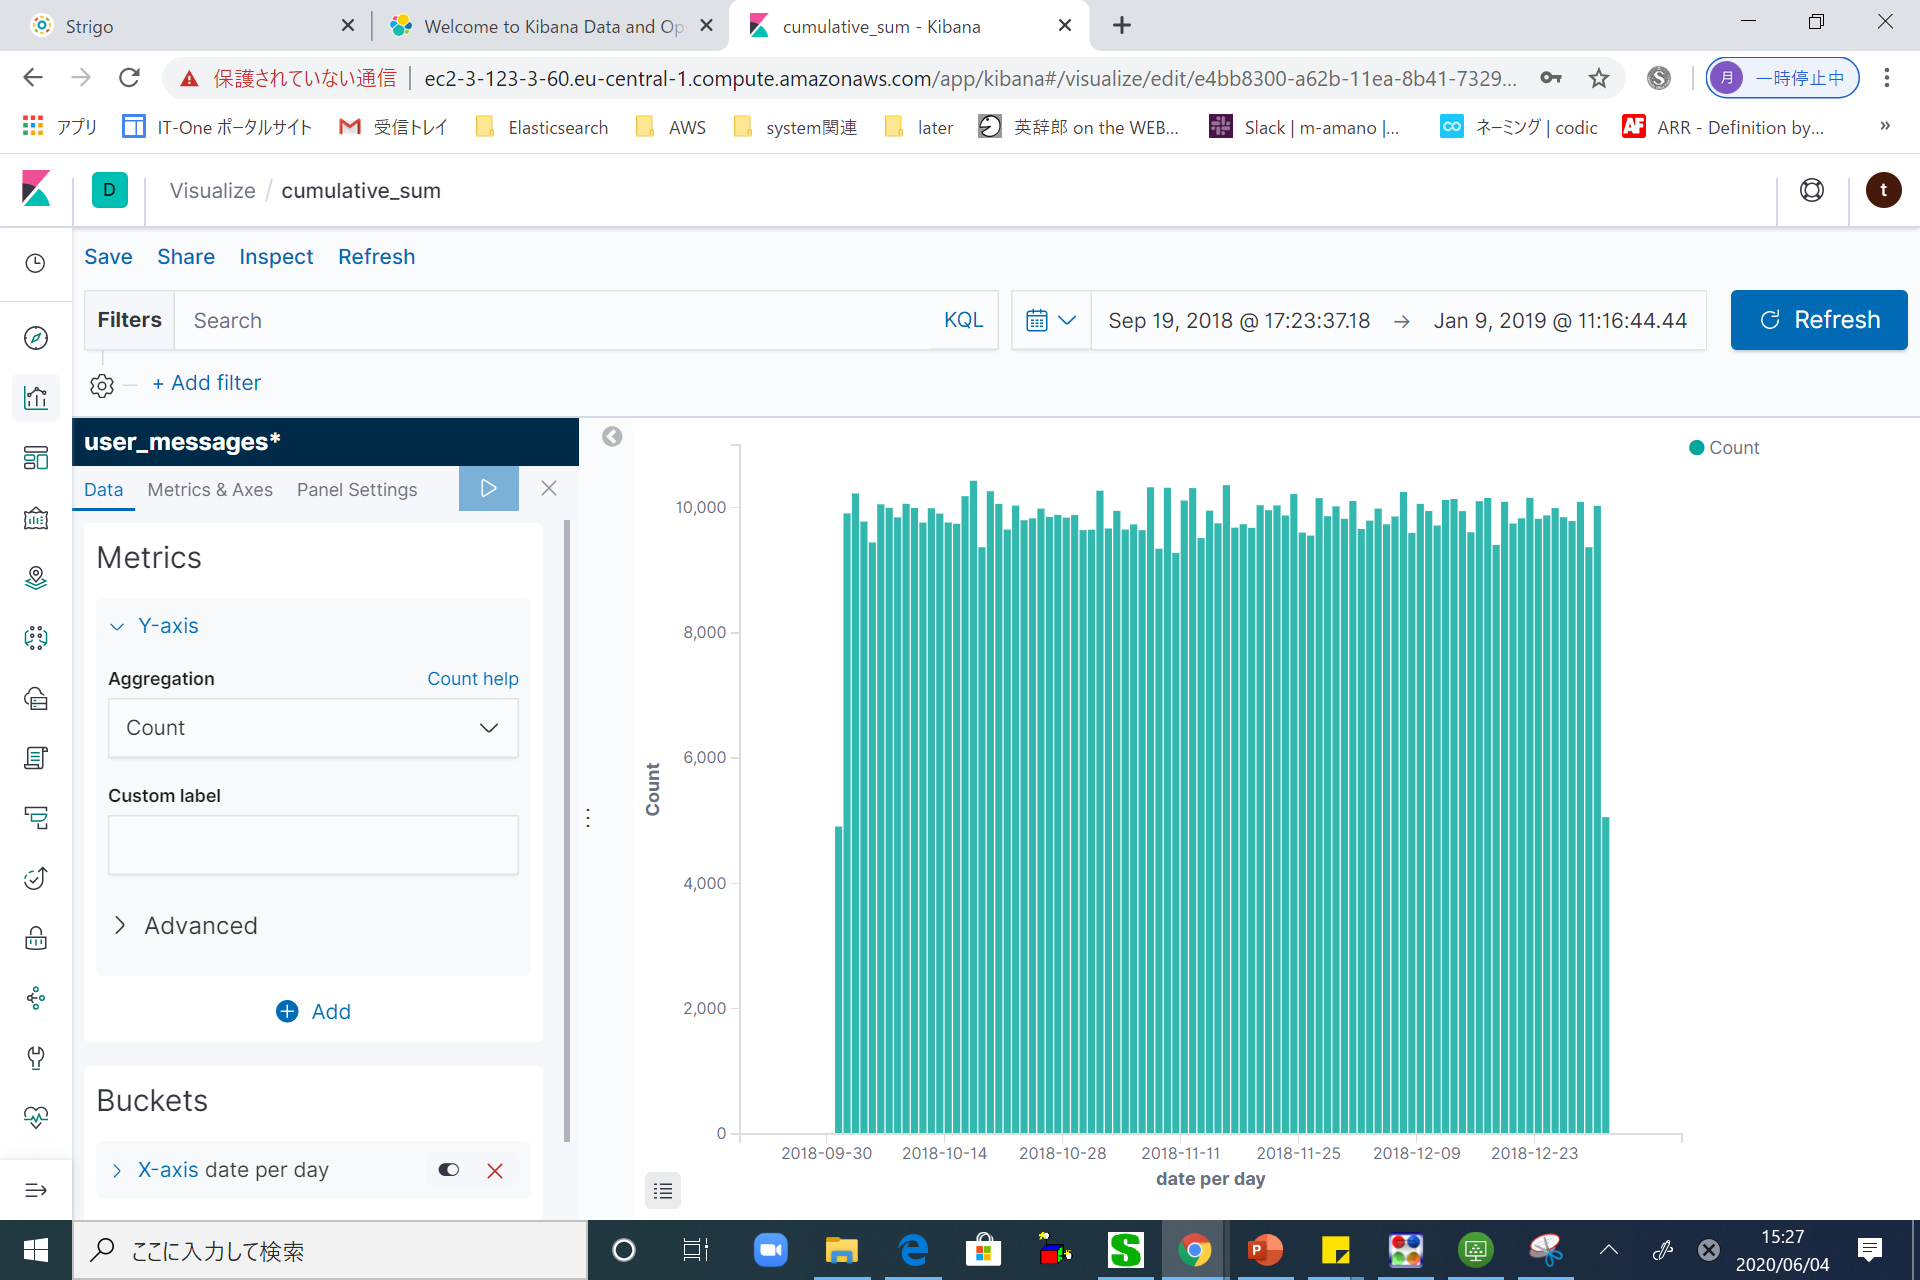 Strigo
Welcome to Kibana Data and Op
cumulative_sum - Kibana
保護されていない通信
ec2-3-123-3-60.eu-central-1.compute.amazonaws.com/app/kibana#/visualize/edit/e4bb8300-a62b-11ea-8b41-7329...
月 一時停止中
アプリ
IT-One ポータルサイト
受信トレイ
Elasticsearch
AWS
system関連
later
英辞郎 on the WEB...
Slack | m-amano |...
ネーミング | codic
ARR - Definition by...
»
D
Visualize / cumulative_sum
t
Save Share Inspect Refresh
Filters
Search
KQL
Sep 19, 2018 @ 17:23:37.18 → Jan 9, 2019 @ 11:16:44.44
Refresh
+ Add filter
user_messages*
Data Metrics & Axes Panel Settings
Metrics
Y-axis
Aggregation
Count help
Count
Custom label
Advanced
Add
Buckets
X-axis date per day
Count
10,000
8,000
6,000
4,000
2,000
0
Count
2018-09-30 2018-10-14 2018-10-28 2018-11-11 2018-11-25 2018-12-09 2018-12-23
date per day
ここに入力して検索
15:27
2020/06/04